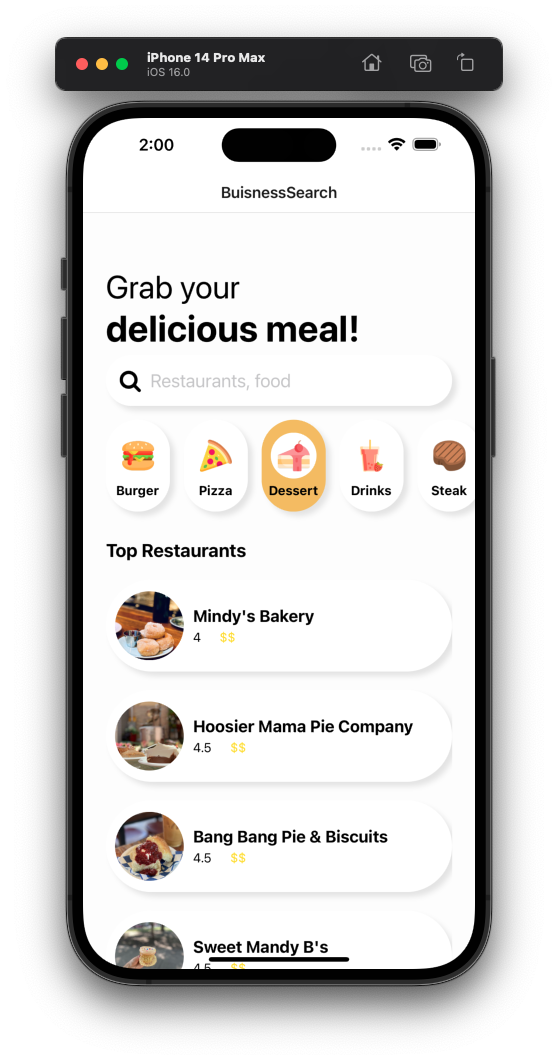 iPhone 14 Pro Max
iOS 16.0
2:00
BuisnessSearch
Grab your
delicious meal!
Restaurants, food
Burger Pizza Dessert Drinks Steak
Top Restaurants
Mindy's Bakery
4 $$
Hoosier Mama Pie Company
4.5 $$
Bang Bang Pie & Biscuits
4.5 $$
Sweet Mandy B's
4.5 $$